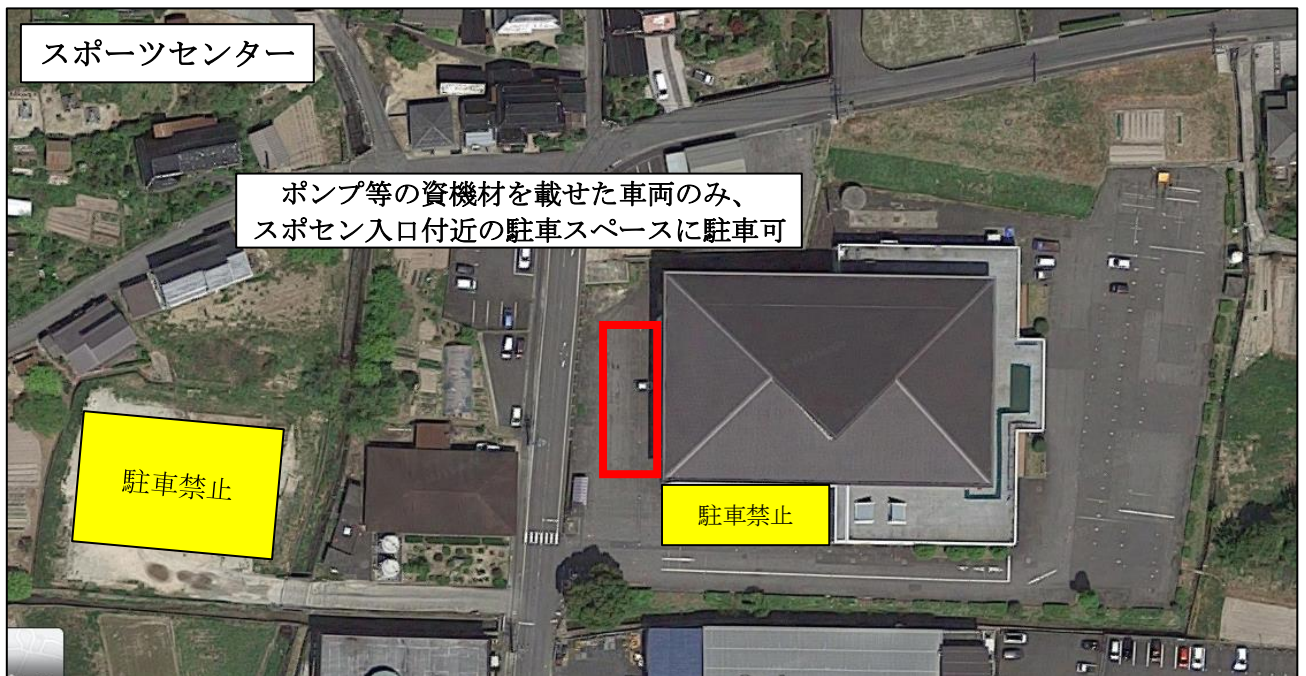 スポーツセンター
ポンプ等の資機材を載せた車両のみ、
スポセン入口付近の駐車スペースに駐車可
駐車禁止
駐車禁止